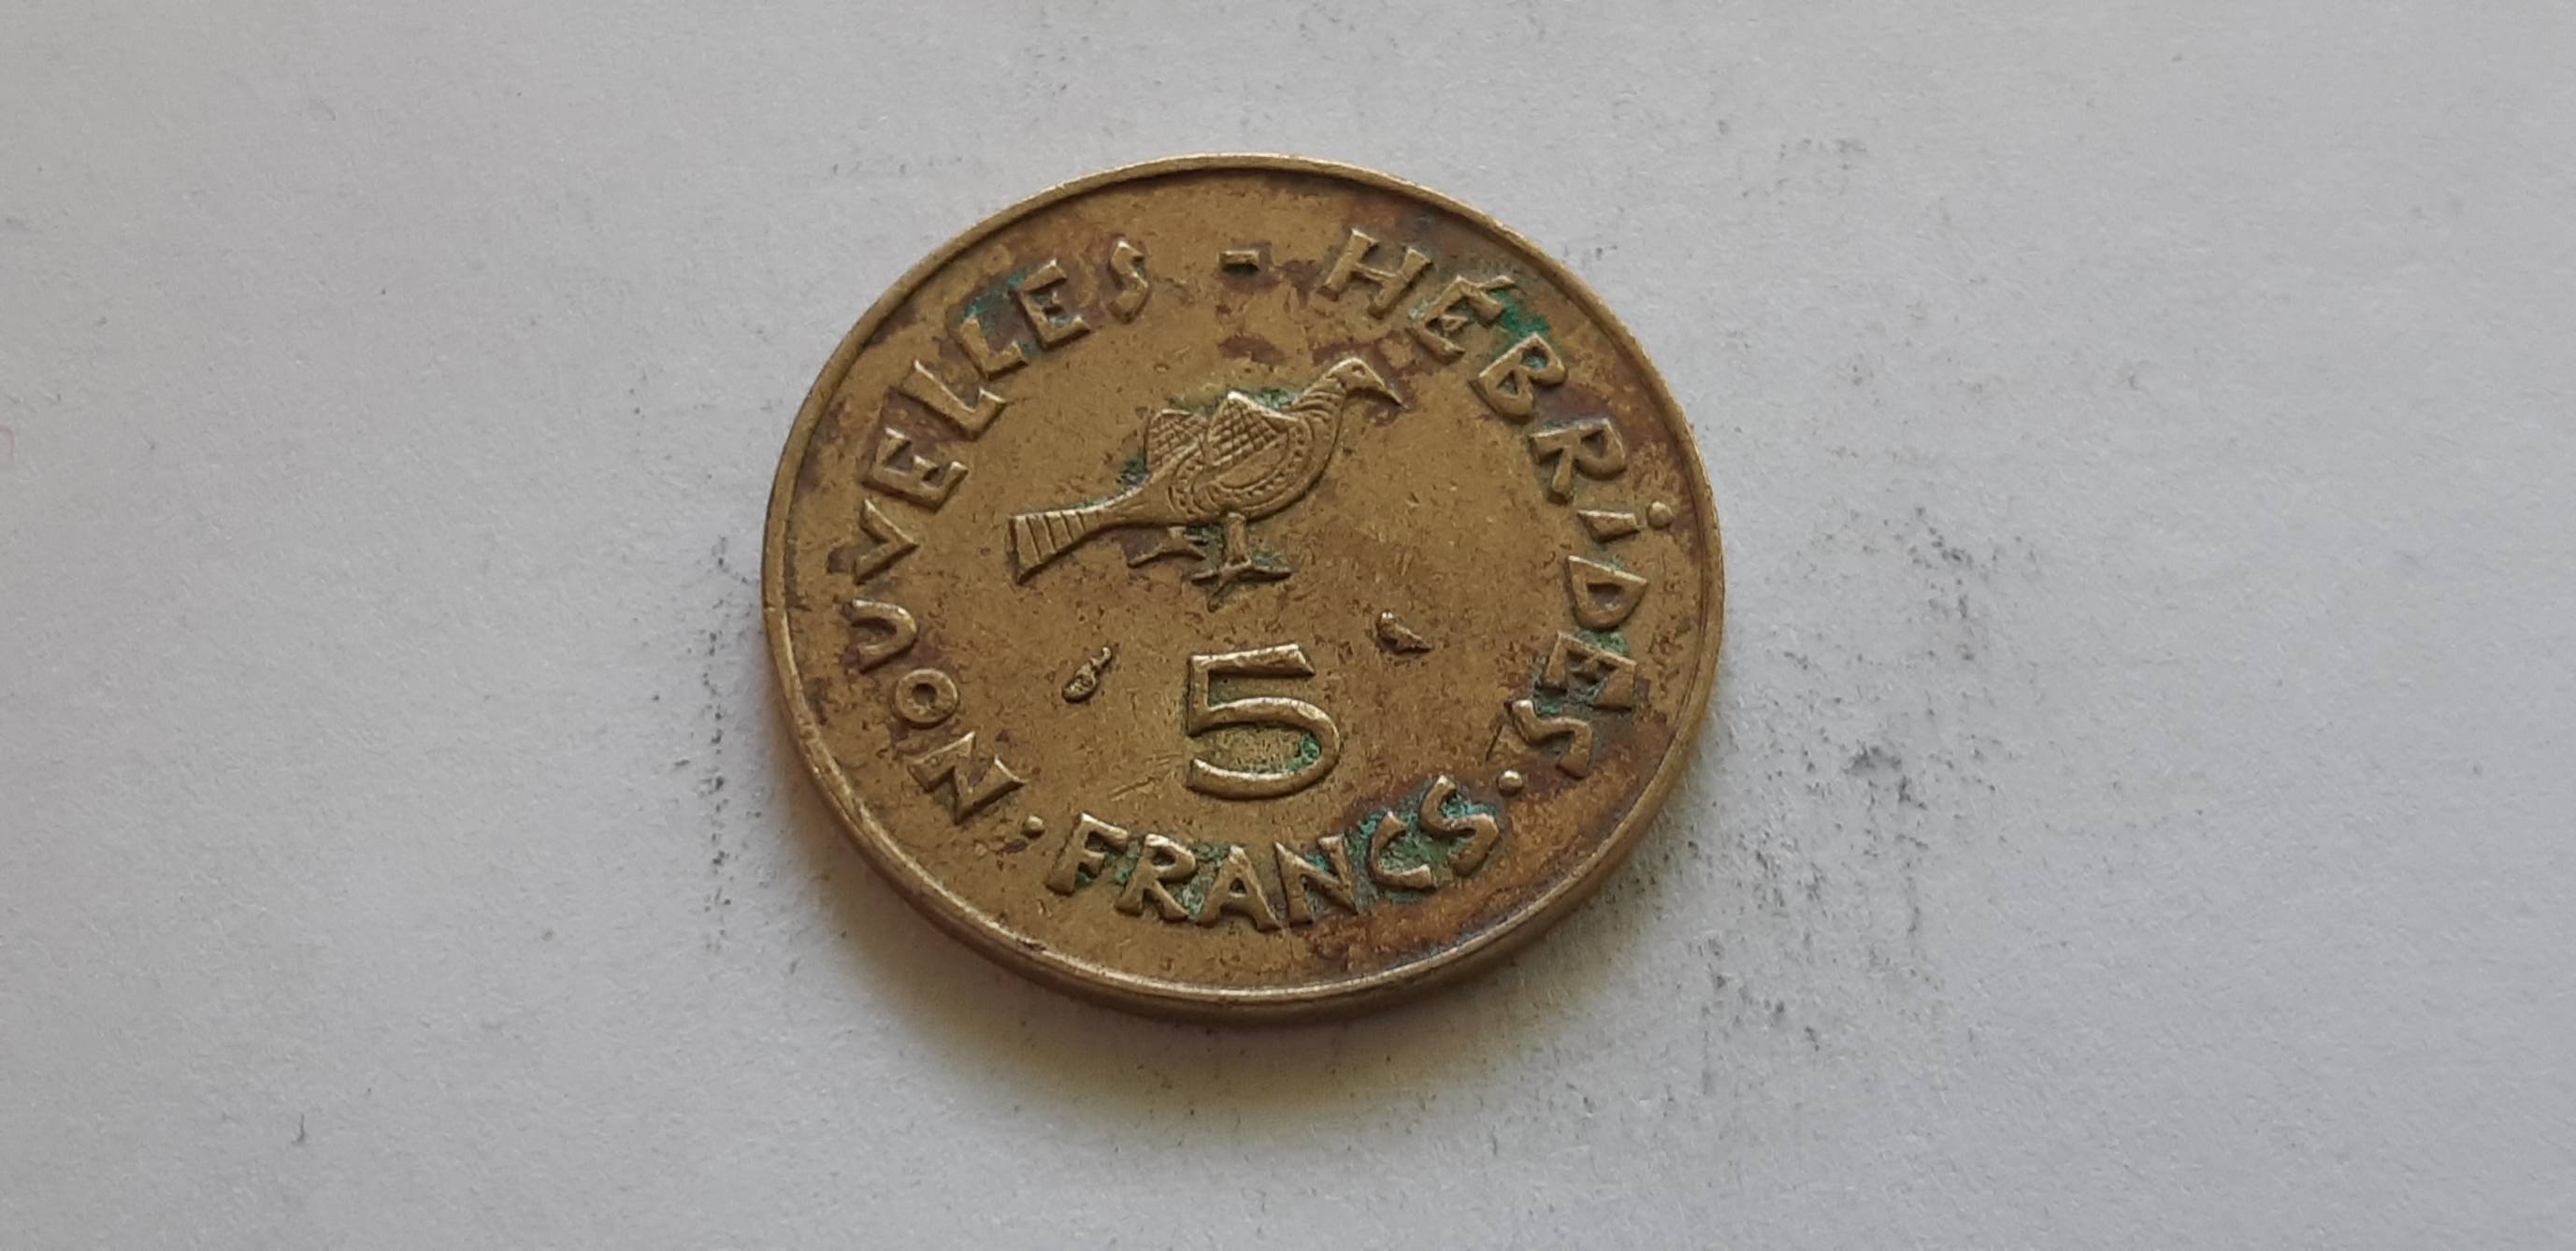 NOUVELLES - HÉBRiDES
5
· FRANCS ·